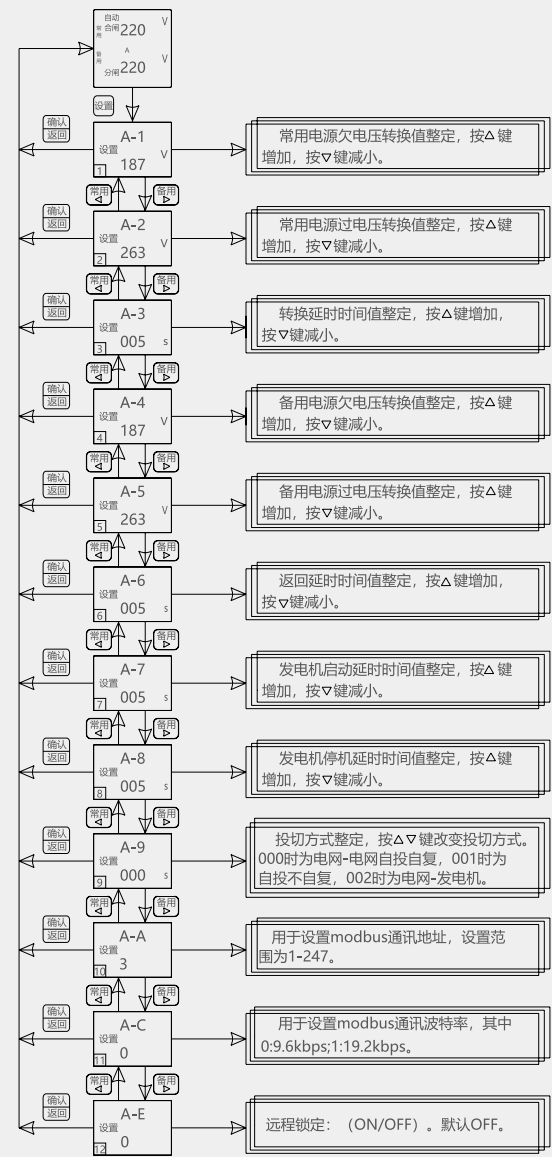 自动
常用 合闸 220 V
A
备用 分闸 220 V
设置
确认
返回
A-1
设置 V
1 187
常用电源欠电压转换值整定，按△键
增加，按▽键减小。
常用◁ 备用▷
确认
返回
A-2
设置 V
2 263
常用电源过电压转换值整定，按△键
增加，按▽键减小。
常用◁ 备用▷
确认
返回
A-3
设置
3 005 s
转换延时时间值整定，按△键增加，
按▽键减小。
常用◁ 备用▷
确认
返回
A-4
设置 V
4 187
备用电源欠电压转换值整定，按△键
增加，按▽键减小。
常用◁ 备用▷
确认
返回
A-5
设置 V
5 263
备用电源过电压转换值整定，按△键
增加，按▽键减小。
常用◁ 备用▷
确认
返回
A-6
设置
6 005 s
返回延时时间值整定，按△键增加，
按▽键减小。
常用◁ 备用▷
确认
返回
A-7
设置
7 005 s
发电机启动延时时间值整定，按△键
增加，按▽键减小。
常用◁ 备用▷
确认
返回
A-8
设置
8 005 s
发电机停机延时时间值整定，按△键
增加，按▽键减小。
常用◁ 备用▷
确认
返回
A-9
设置
9 000 s
投切方式整定，按△▽键改变投切方式。
000时为电网-电网自投自复，001时为
自投不自复，002时为电网-发电机。
常用◁ 备用▷
确认
返回
A-A
设置
10 3
用于设置modbus通讯地址，设置范
围为1-247。
常用◁ 备用▷
确认
返回
A-C
设置
11 0
用于设置modbus通讯波特率，其中
0:9.6kbps;1:19.2kbps。
常用◁ 备用▷
确认
返回
A-E
设置
12 0
远程锁定：（ON/OFF）。默认OFF。